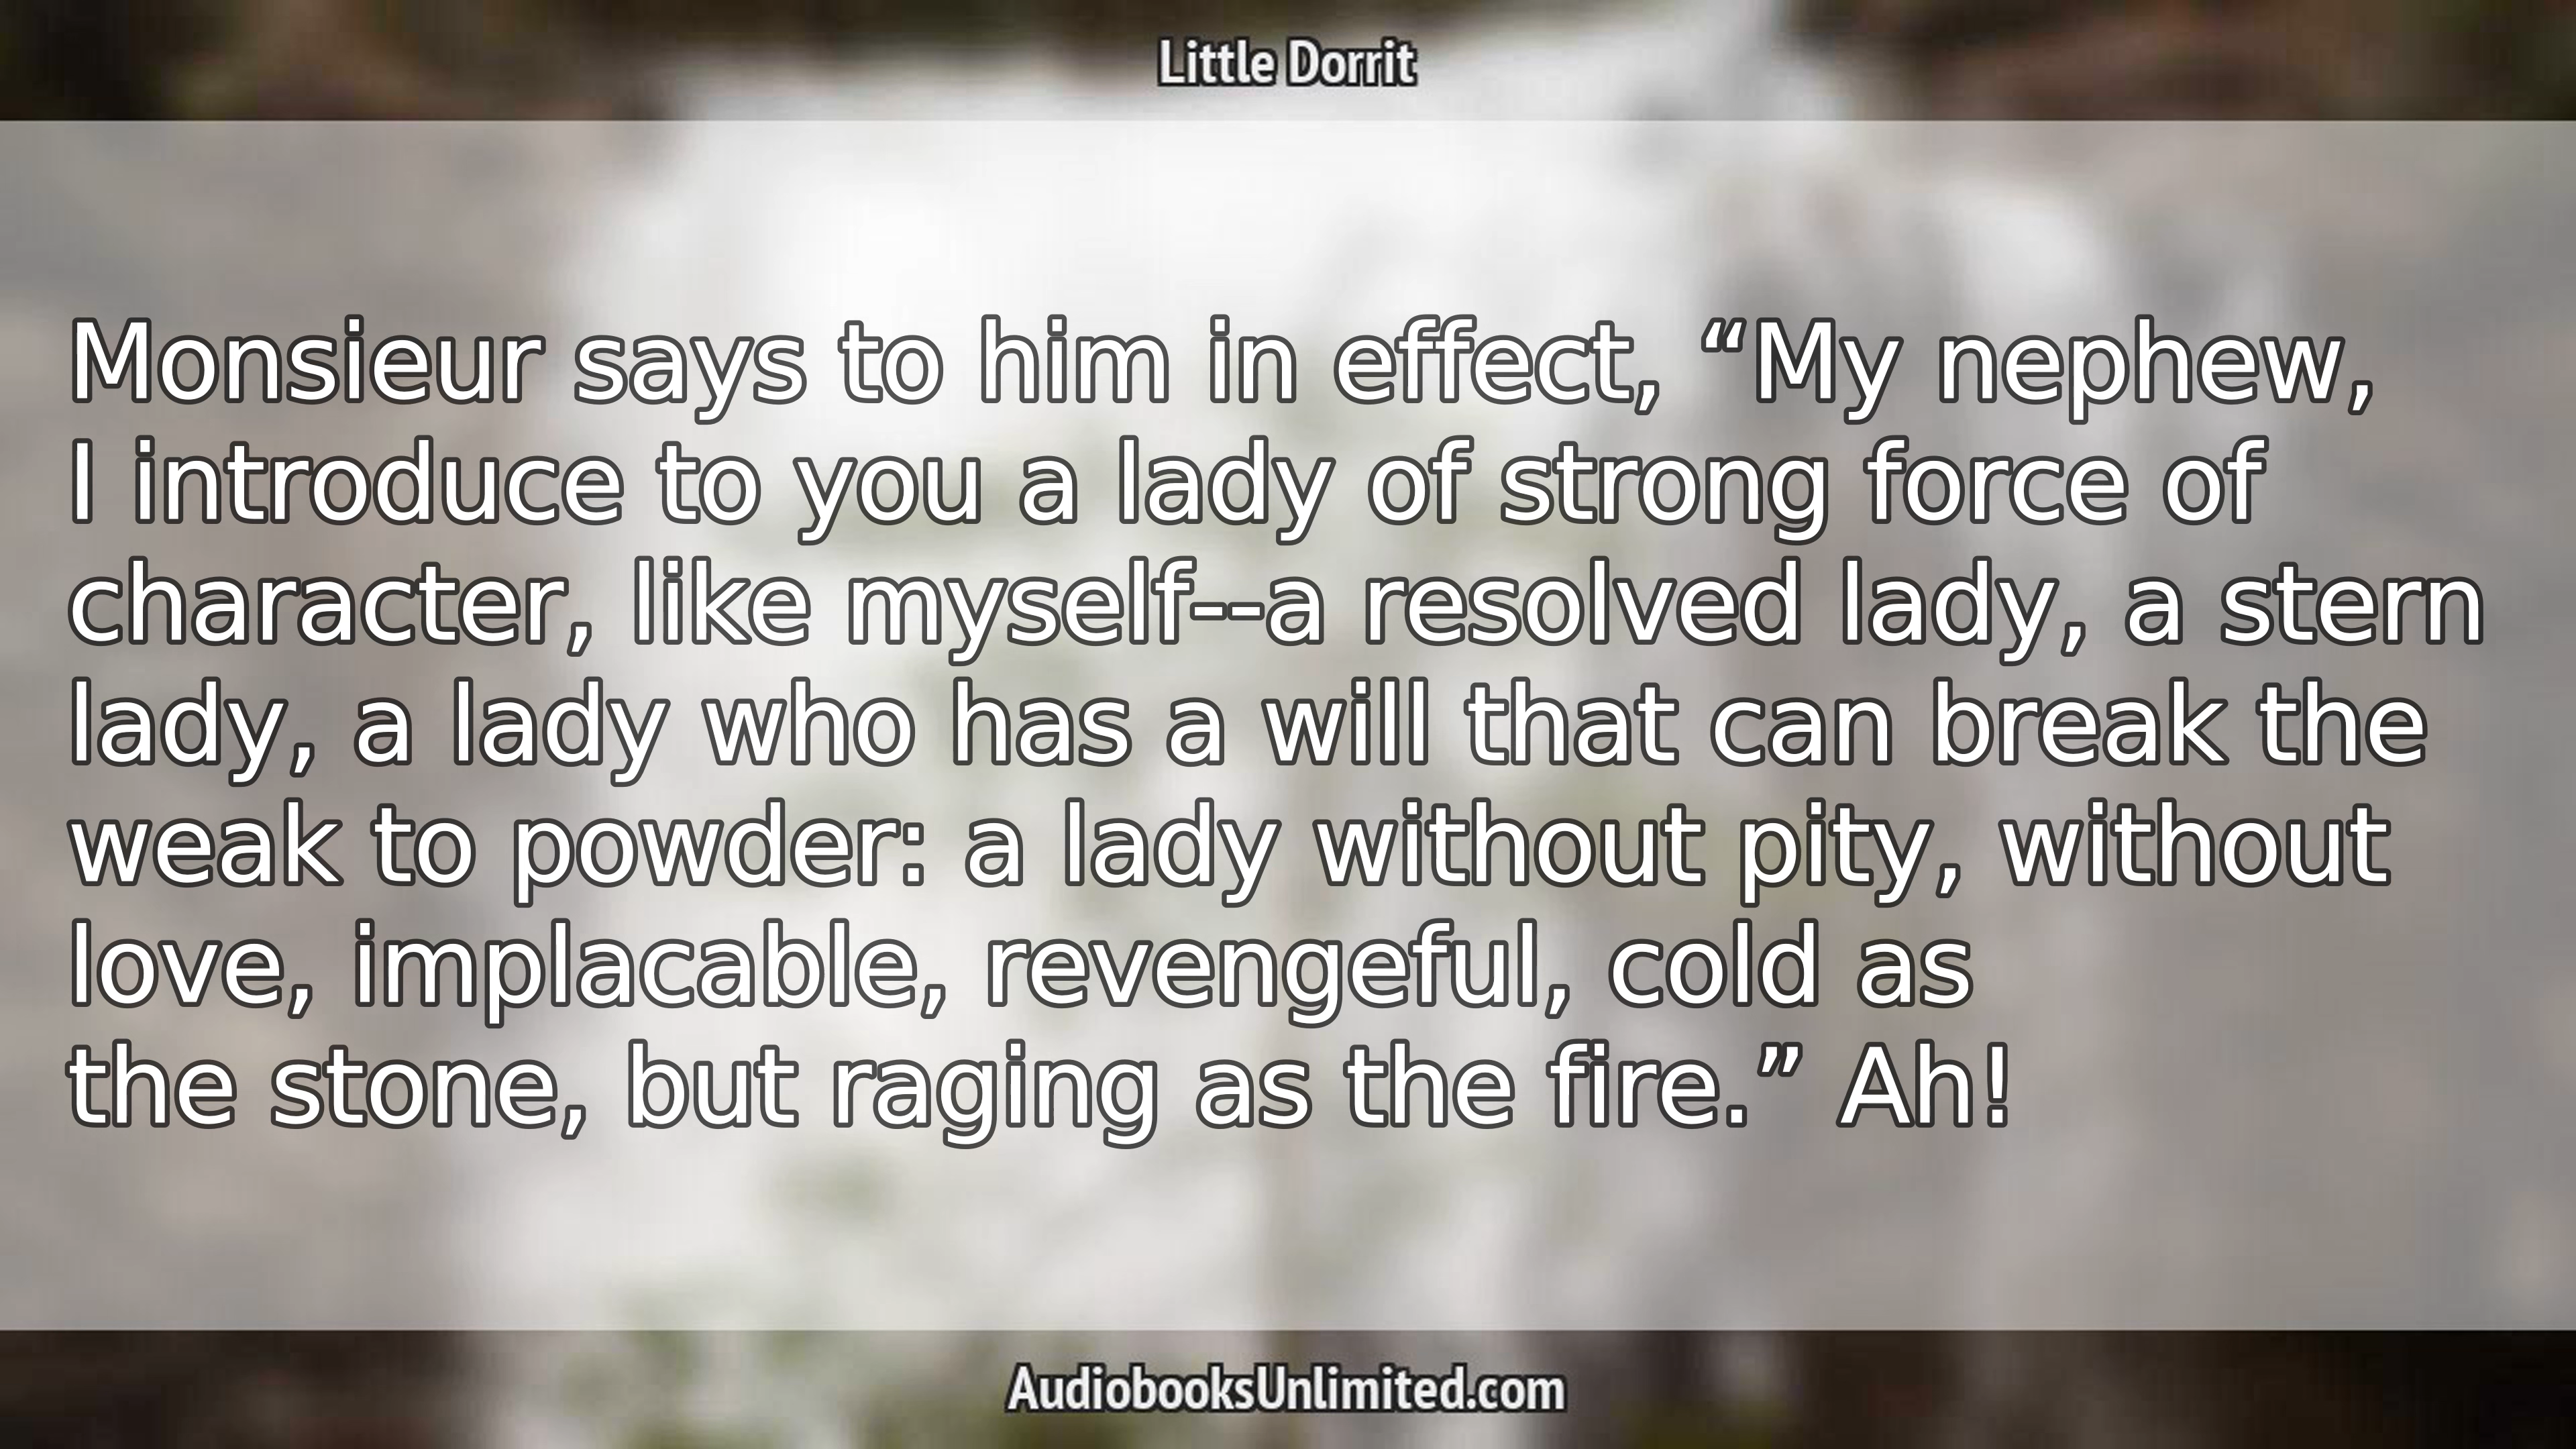 Little Dorrit
Monsieur says to him in effect, “My nephew,
I introduce to you a lady of strong force of
character, like myself--a resolved lady, a stern
lady, a lady who has a will that can break the
weak to powder: a lady without pity, without
love, implacable, revengeful, cold as
the stone, but raging as the fire.” Ah!
AudiobooksUnlimited.com